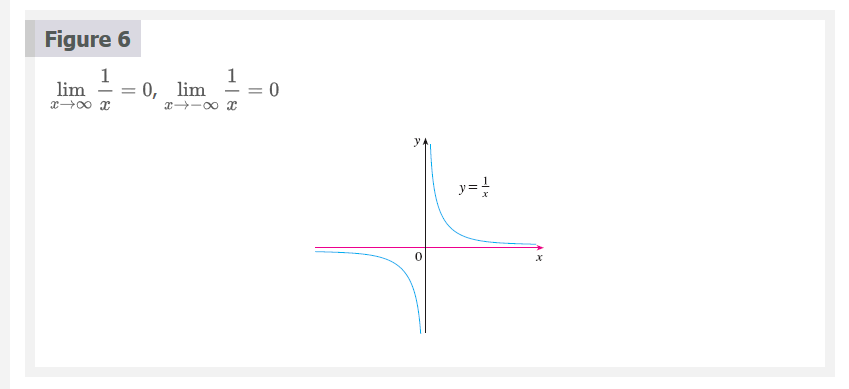 Figure 6
lim x→∞ 1/x = 0, lim x→−∞ 1/x = 0
y
y = 1/x
0
x